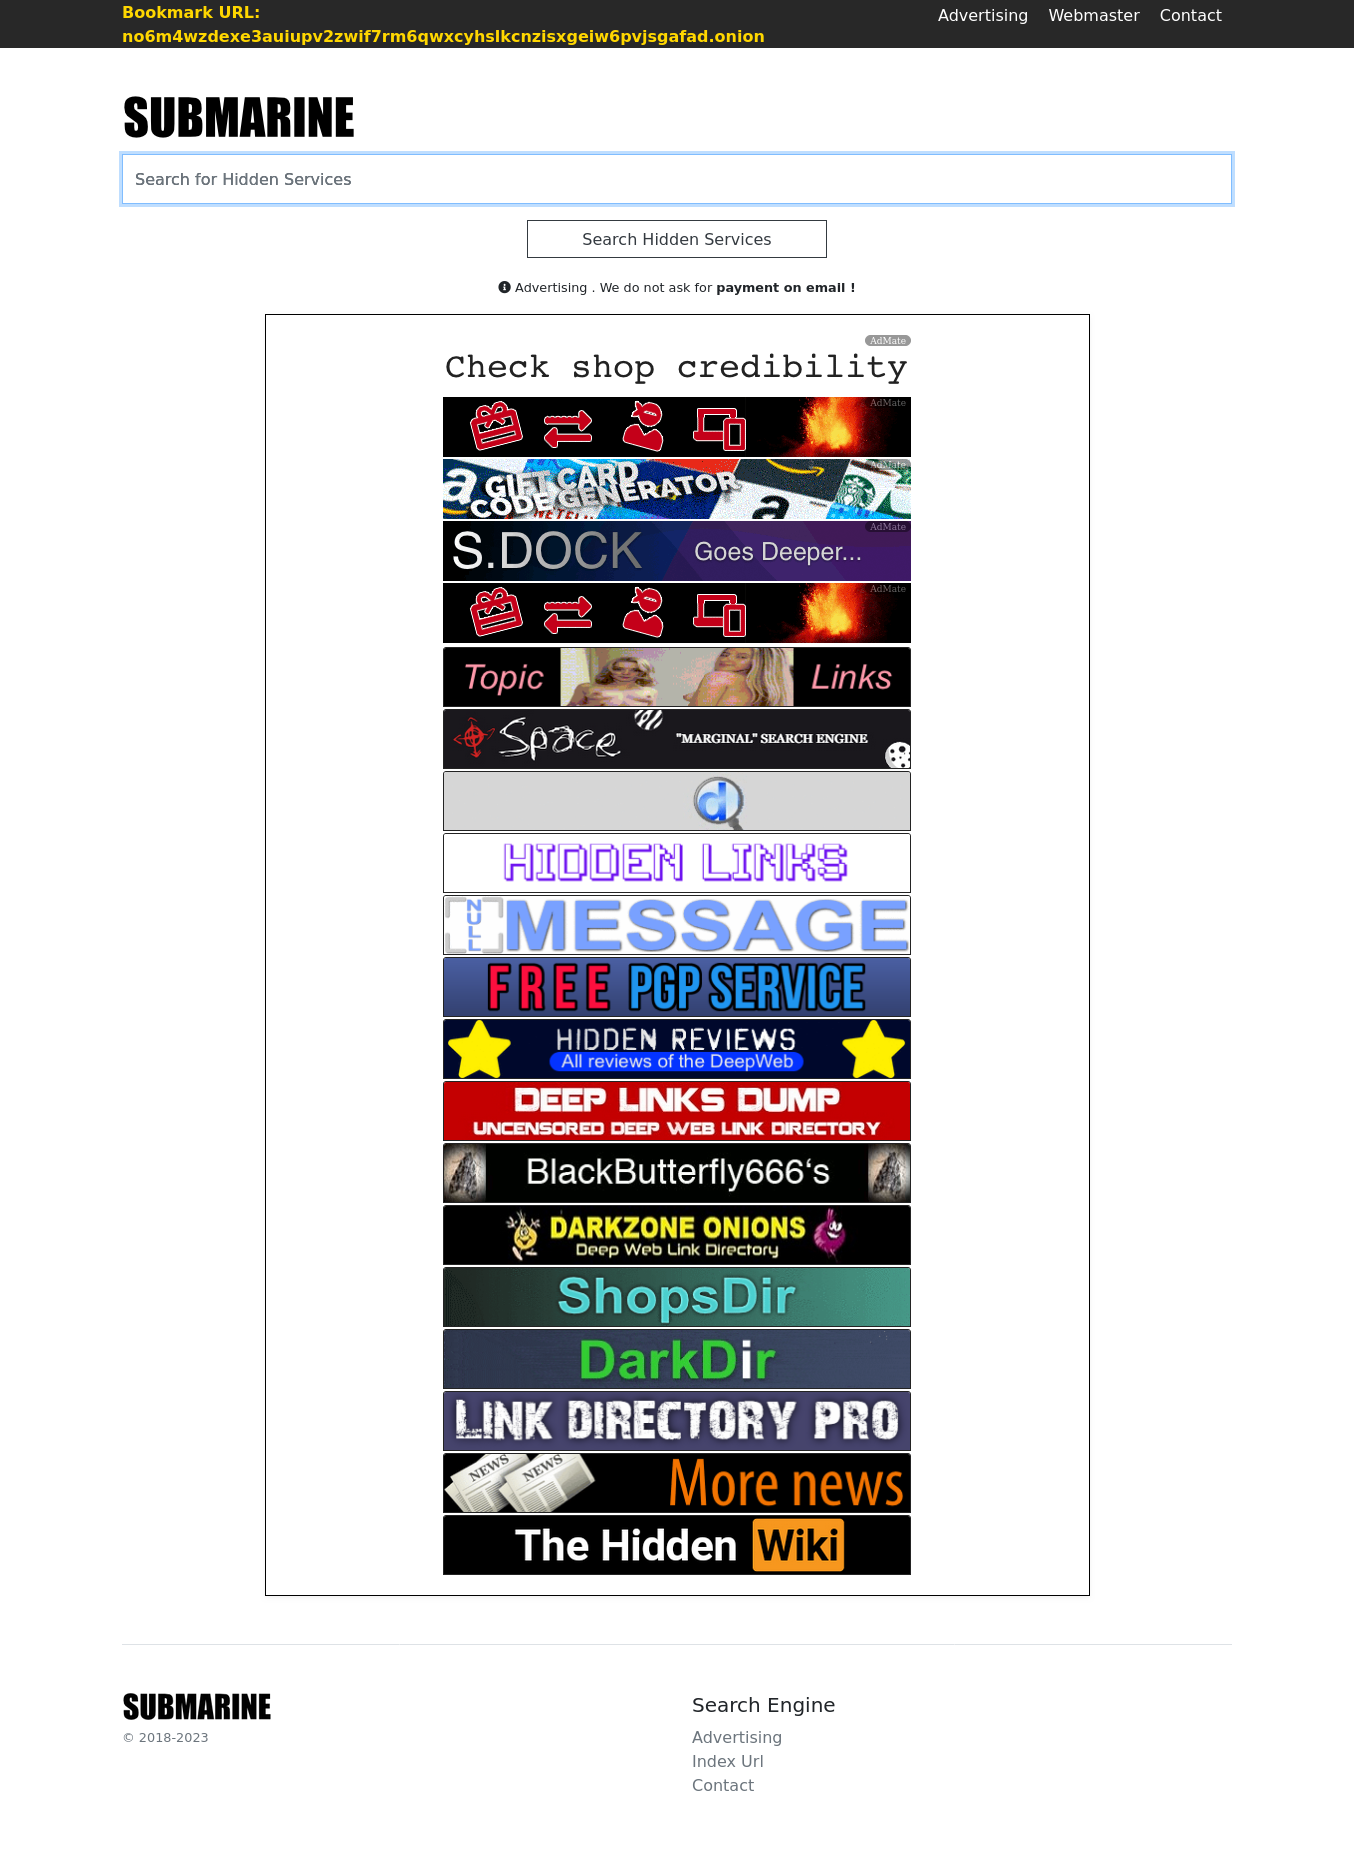 Bookmark URL:
no6m4wzdexe3auiupv2zwif7rm6qwxcyhslkcnzisxgeiw6pvjsgafad.onion
Advertising Webmaster Contact
SUBMARINE
Search for Hidden Services
Search Hidden Services
Advertising . We do not ask for payment on email !
AdMate
Check shop credibility
AdMate
AdMate
GIFT CARD
CODE GENERATOR
AdMate
S.DOCK Goes Deeper...
AdMate
Topic Links
Space "MARGINAL" SEARCH ENGINE
d
HIDDEN LINKS
NULL MESSAGE
FREE PGP SERVICE
HIDDEN REVIEWS
All reviews of the DeepWeb
DEEP LINKS DUMP
UNCENSORED DEEP WEB LINK DIRECTORY
BlackButterfly666‘s
DARKZONE ONIONS
Deep Web Link Directory
ShopsDir
DarkDir
LINK DIRECTORY PRO
NEWS NEWS More news
The Hidden Wiki
SUBMARINE
© 2018-2023
Search Engine
Advertising
Index Url
Contact